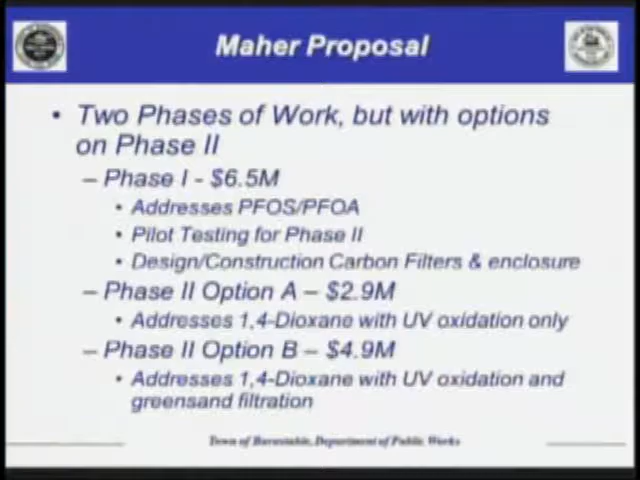 Maher Proposal
• Two Phases of Work, but with options
on Phase II
– Phase I - $6.5M
• Addresses PFOS/PFOA
• Pilot Testing for Phase II
• Design/Construction Carbon Filters & enclosure
– Phase II Option A – $2.9M
• Addresses 1,4-Dioxane with UV oxidation only
– Phase II Option B – $4.9M
• Addresses 1,4-Dioxane with UV oxidation and
greensand filtration
Town of Barnstable, Department of Public Works